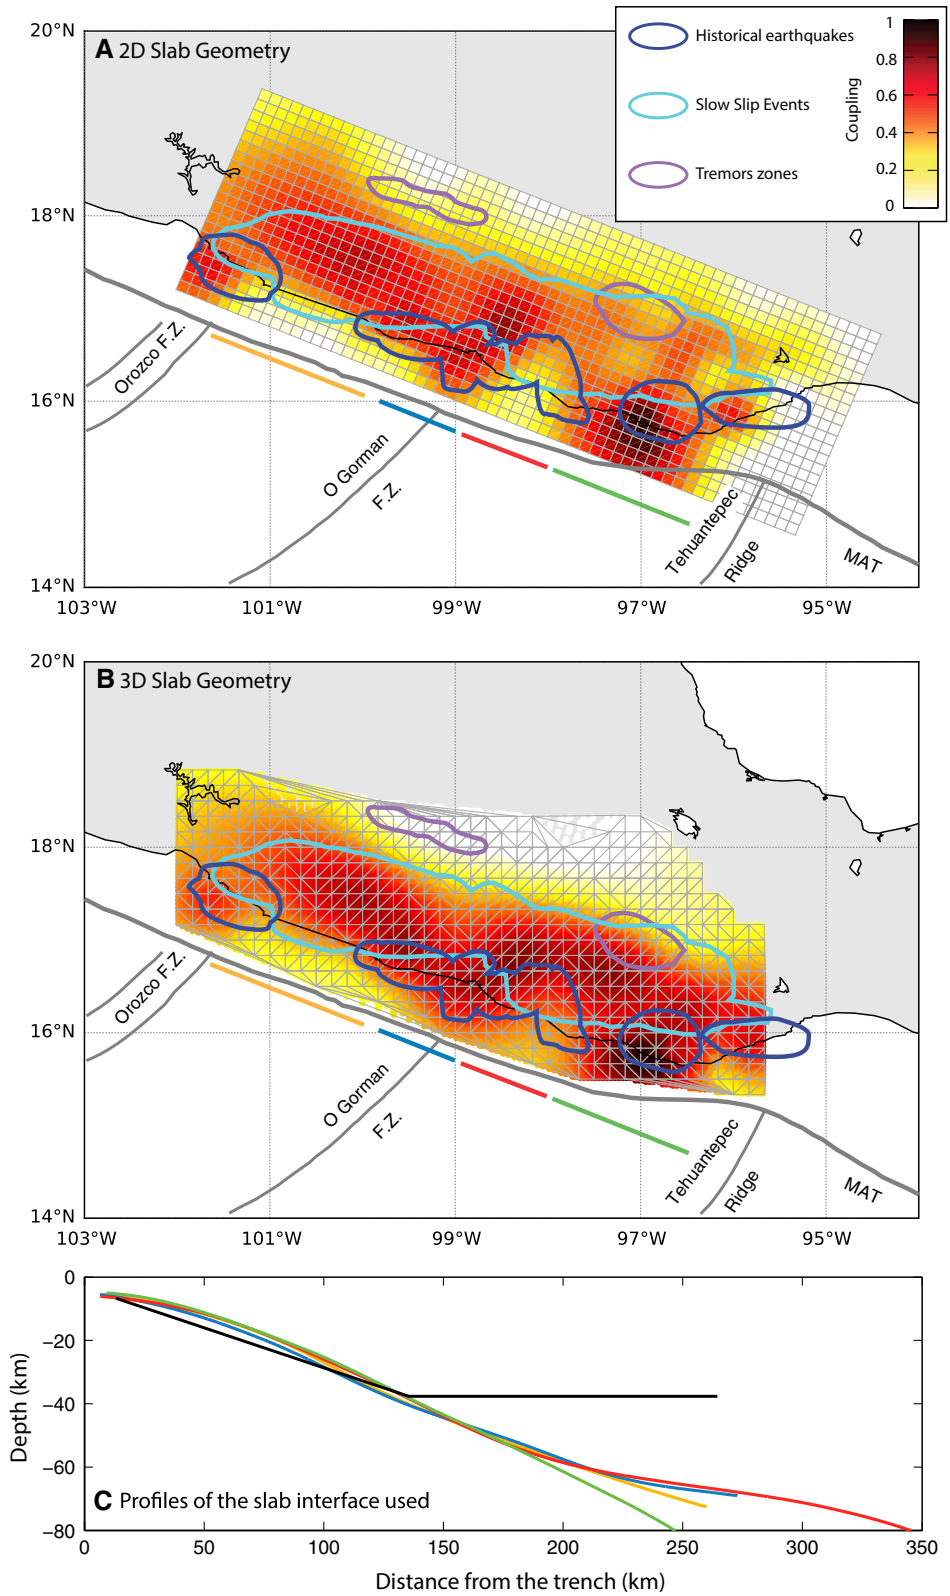 20°N
A 2D Slab Geometry
Historical earthquakes
Slow Slip Events
Tremors zones
Coupling
1
0.8
0.6
0.4
0.2
0
18°N
16°N
14°N
Orozco F.Z.
O Gorman
F.Z.
Tehuantepec
Ridge
MAT
103°W
101°W
99°W
97°W
95°W
20°N
B 3D Slab Geometry
18°N
16°N
14°N
Orozco F.Z.
O Gorman
F.Z.
Tehuantepec
Ridge
MAT
103°W
101°W
99°W
97°W
95°W
0
−20
−40
−60
−80
Depth (km)
C Profiles of the slab interface used
0
50
100
150
200
250
300
350
Distance from the trench (km)